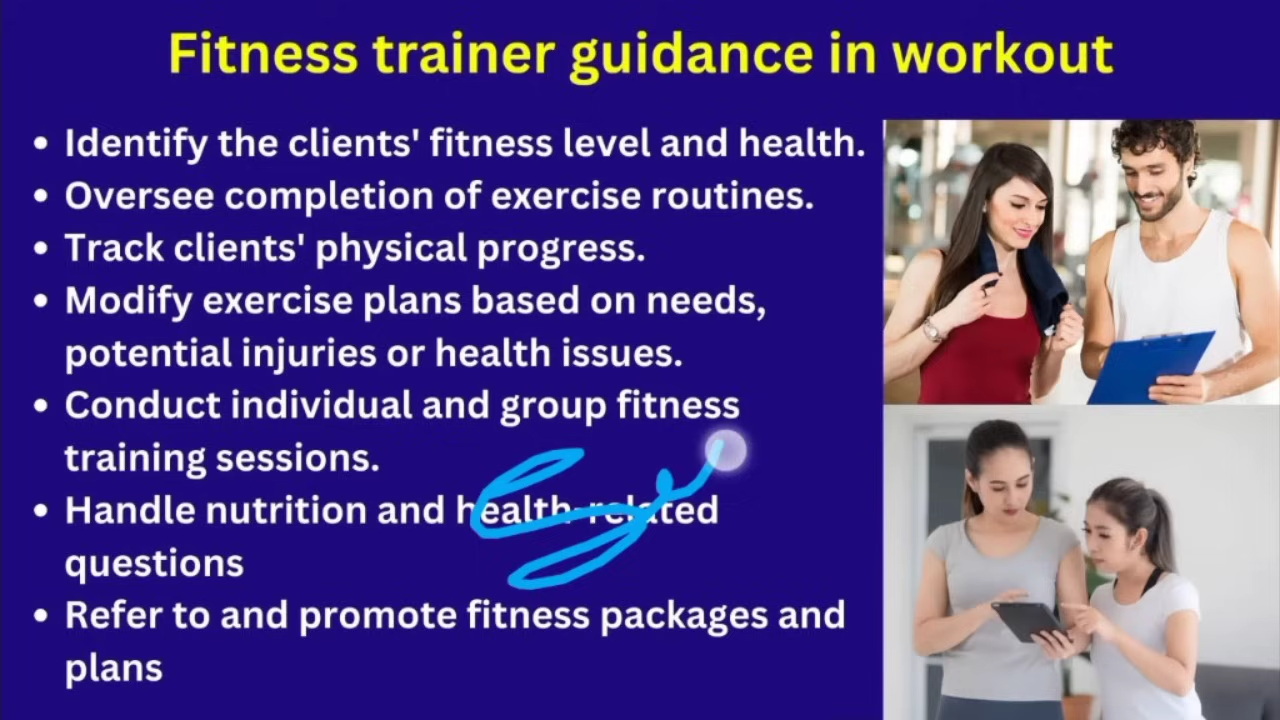 Fitness trainer guidance in workout
• Identify the clients' fitness level and health.
• Oversee completion of exercise routines.
• Track clients' physical progress.
• Modify exercise plans based on needs,
potential injuries or health issues.
• Conduct individual and group fitness
training sessions.
• Handle nutrition and health-related
questions
• Refer to and promote fitness packages and
plans